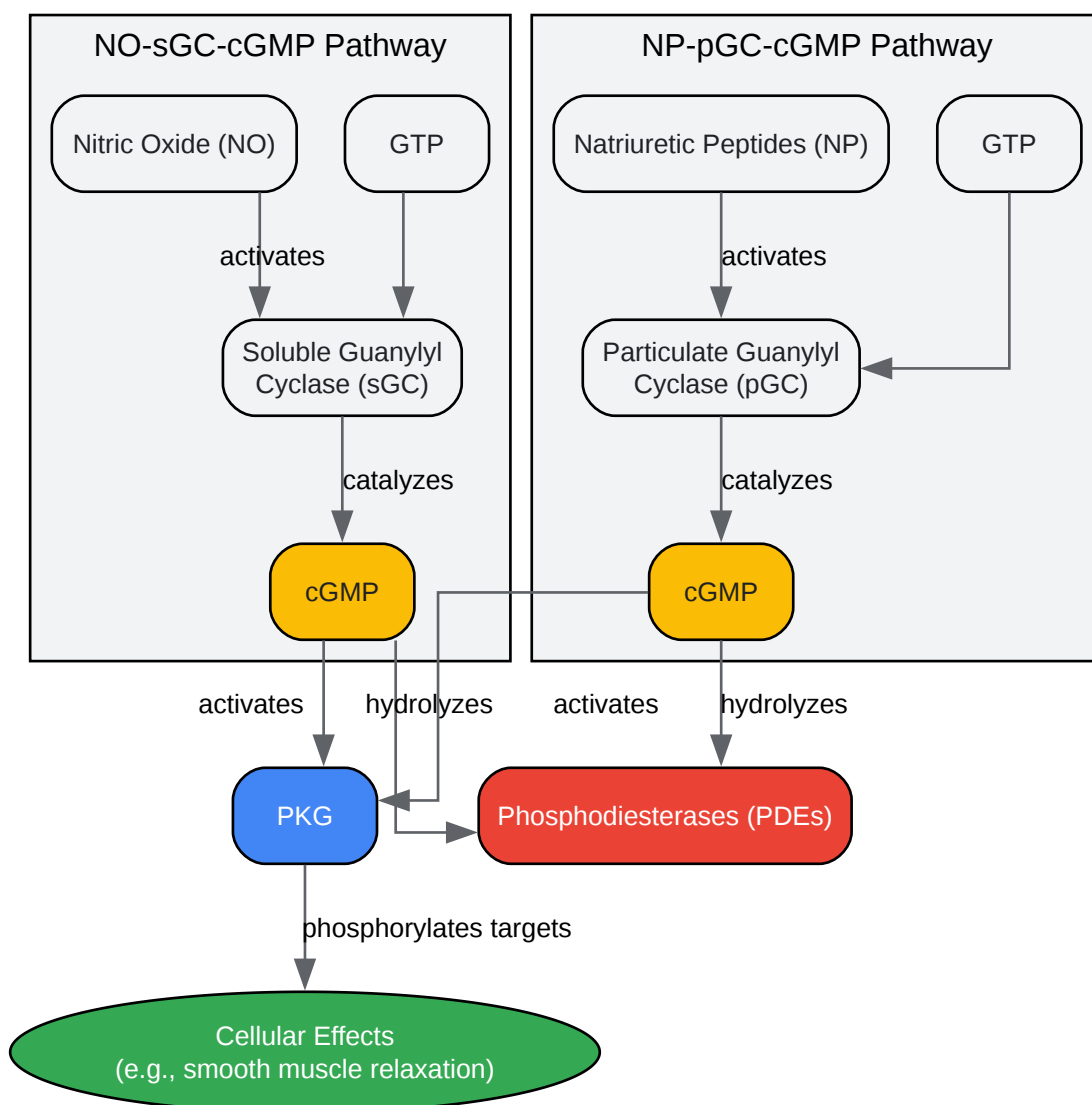 NO-sGC-cGMP Pathway
NP-pGC-cGMP Pathway
Nitric Oxide (NO)
GTP
Natriuretic Peptides (NP)
GTP
activates
activates
Soluble Guanylyl
Cyclase (sGC)
Particulate Guanylyl
Cyclase (pGC)
catalyzes
catalyzes
cGMP
cGMP
activates
hydrolyzes
activates
hydrolyzes
PKG
Phosphodiesterases (PDEs)
phosphorylates targets
Cellular Effects
(e.g., smooth muscle relaxation)